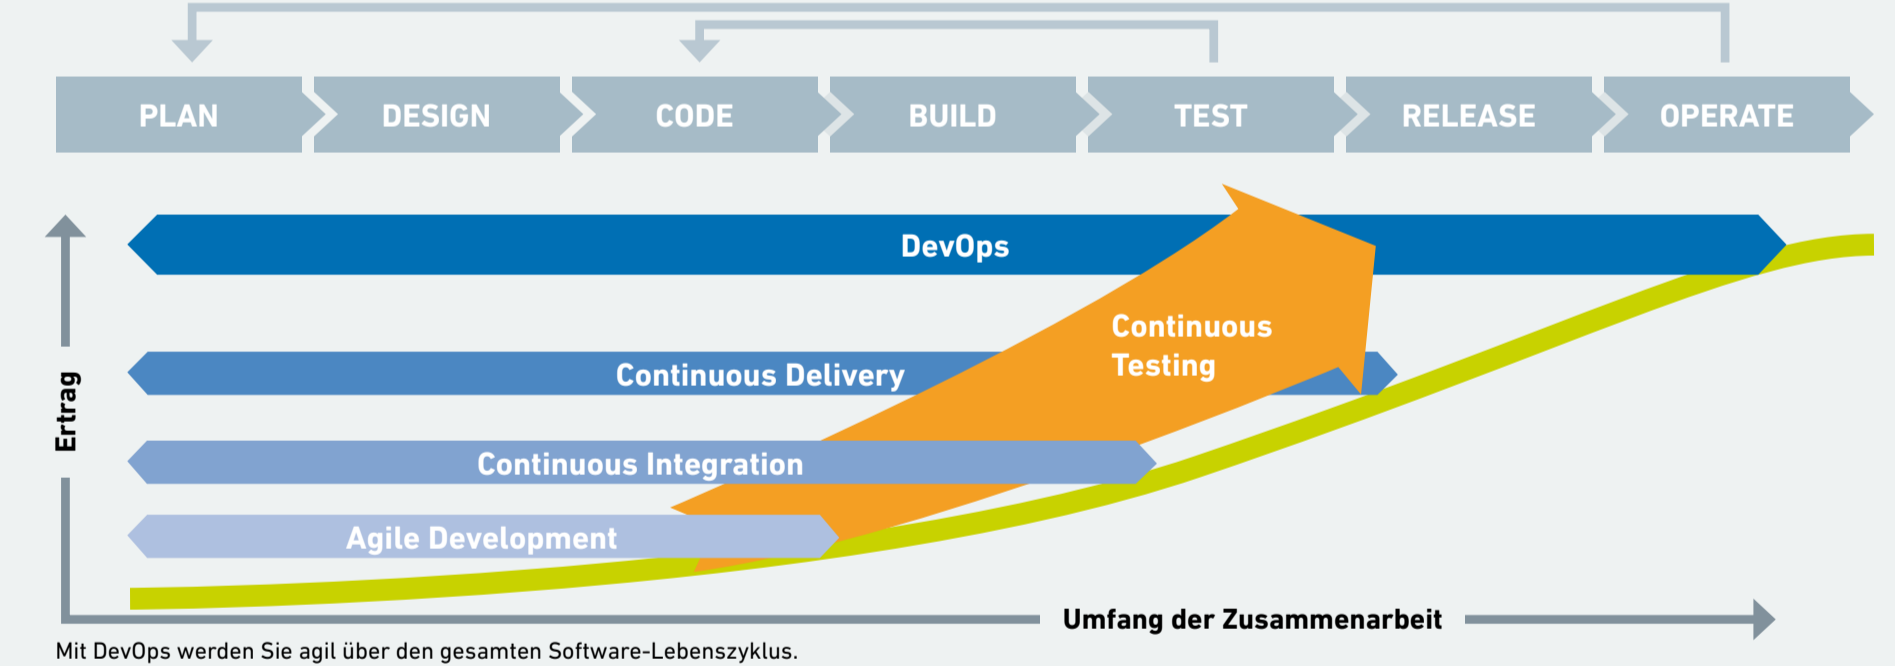 PLAN
DESIGN
CODE
BUILD
TEST
RELEASE
OPERATE
DevOps
Continuous
Testing
Continuous Delivery
Continuous Integration
Agile Development
Ertrag
Umfang der Zusammenarbeit
Mit DevOps werden Sie agil über den gesamten Software-Lebenszyklus.